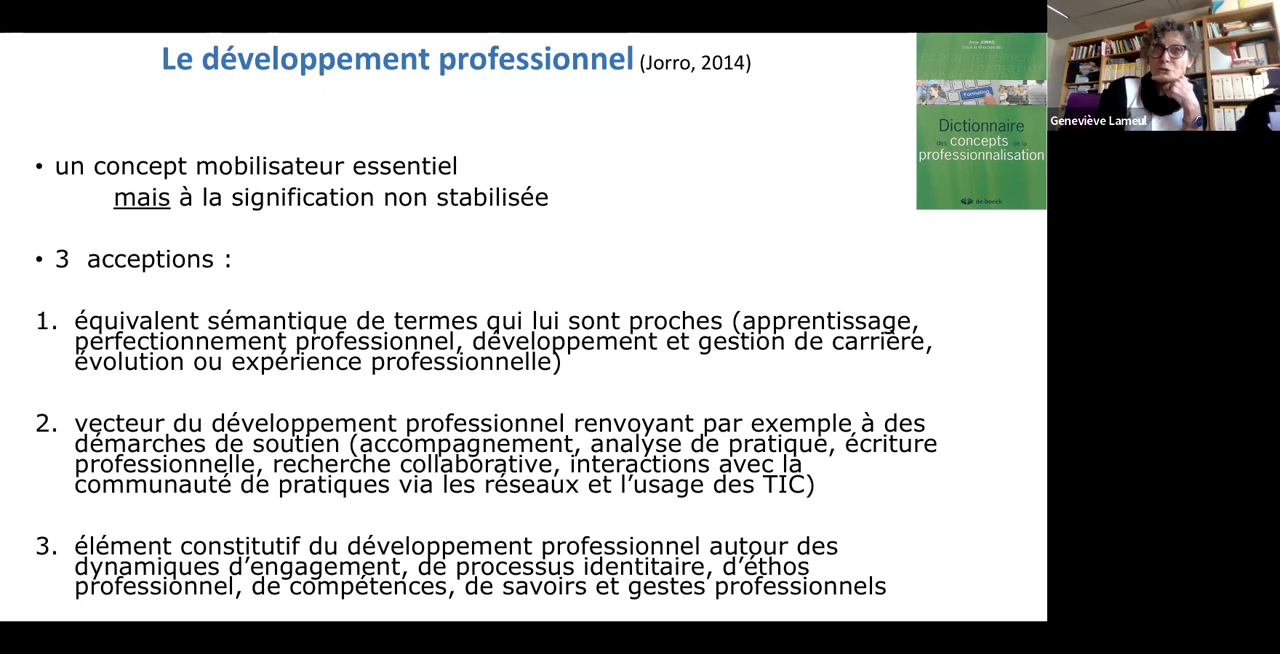 Le développement professionnel (Jorro, 2014)
• un concept mobilisateur essentiel
mais à la signification non stabilisée
• 3 acceptions :
1. équivalent sémantique de termes qui lui sont proches (apprentissage,
perfectionnement professionnel, développement et gestion de carrière,
évolution ou expérience professionnelle)
2. vecteur du développement professionnel renvoyant par exemple à des
démarches de soutien (accompagnement, analyse de pratique, écriture
professionnelle, recherche collaborative, interactions avec la
communauté de pratiques via les réseaux et l’usage des TIC)
3. élément constitutif du développement professionnel autour des
dynamiques d’engagement, de processus identitaire, d’éthos
professionnel, de compétences, de savoirs et gestes professionnels
Anne JORRO
Formation
Dictionnaire
des concepts de la
professionnalisation
de boeck
Geneviève Lameul